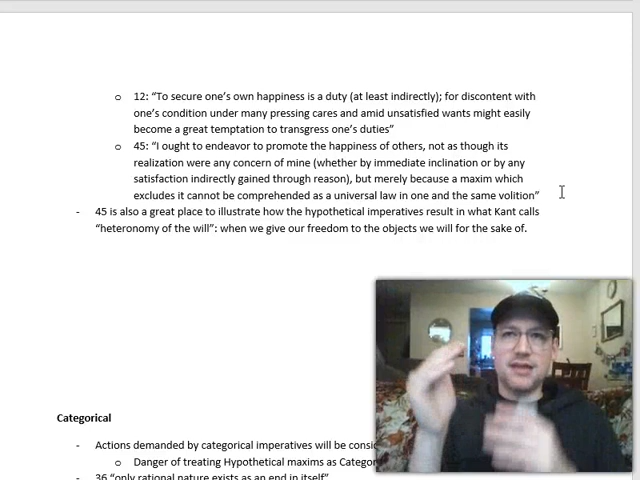 o 12: “To secure one’s own happiness is a duty (at least indirectly); for discontent with
one’s condition under many pressing cares and amid unsatisfied wants might easily
become a great temptation to transgress one’s duties”
o 45: “I ought to endeavor to promote the happiness of others, not as though its
realization were any concern of mine (whether by immediate inclination or by any
satisfaction indirectly gained through reason), but merely because a maxim which
excludes it cannot be comprehended as a universal law in one and the same volition”
- 45 is also a great place to illustrate how the hypothetical imperatives result in what Kant calls
“heteronomy of the will”: when we give our freedom to the objects we will for the sake of.
Categorical
- Actions demanded by categorical imperatives will be
o Danger of treating Hypothetical maxims as
- 36 “only rational nature exists as an end in itself”